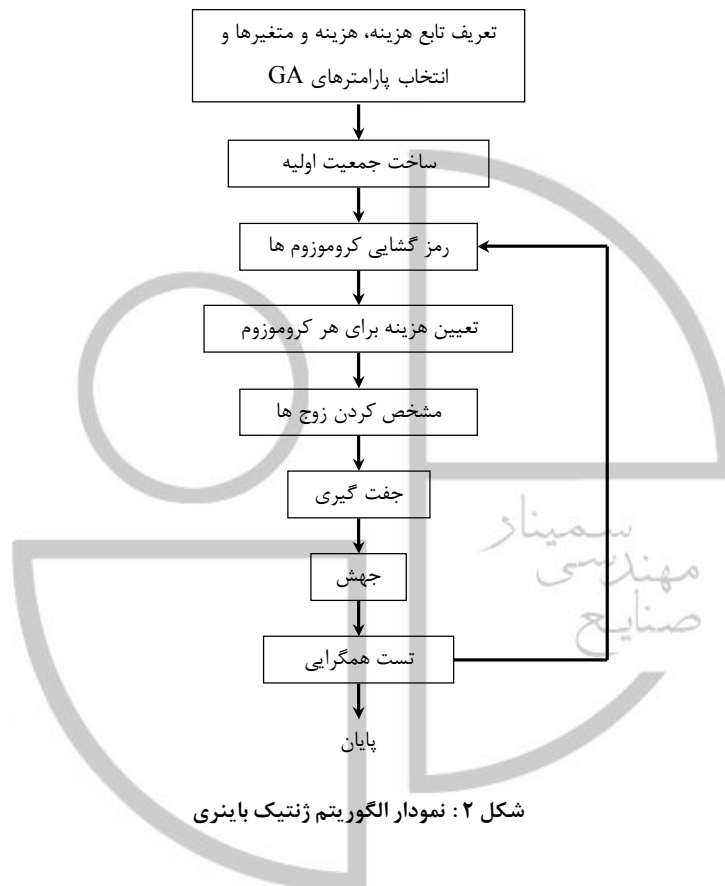 تعریف تابع هزینه، هزینه و متغیرها و
انتخاب پارامترهای GA
ساخت جمعیت اولیه
رمز گشایی کروموزوم ها
تعیین هزینه برای هر کروموزوم
مشخص کردن زوج ها
جفت گیری
سمینار
مهندسی
صنایع
جهش
تست همگرایی
پایان
شکل ۲ : نمودار الگوریتم ژنتیک باینری